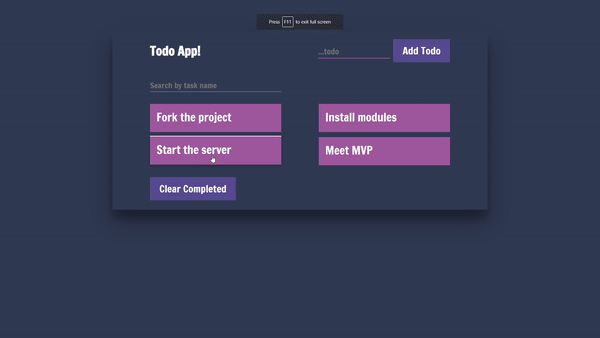 Press F11 to exit full screen
Todo App!
...todo
Add Todo
Search by task name
Fork the project
Install modules
Start the server
Meet MVP
Clear Completed